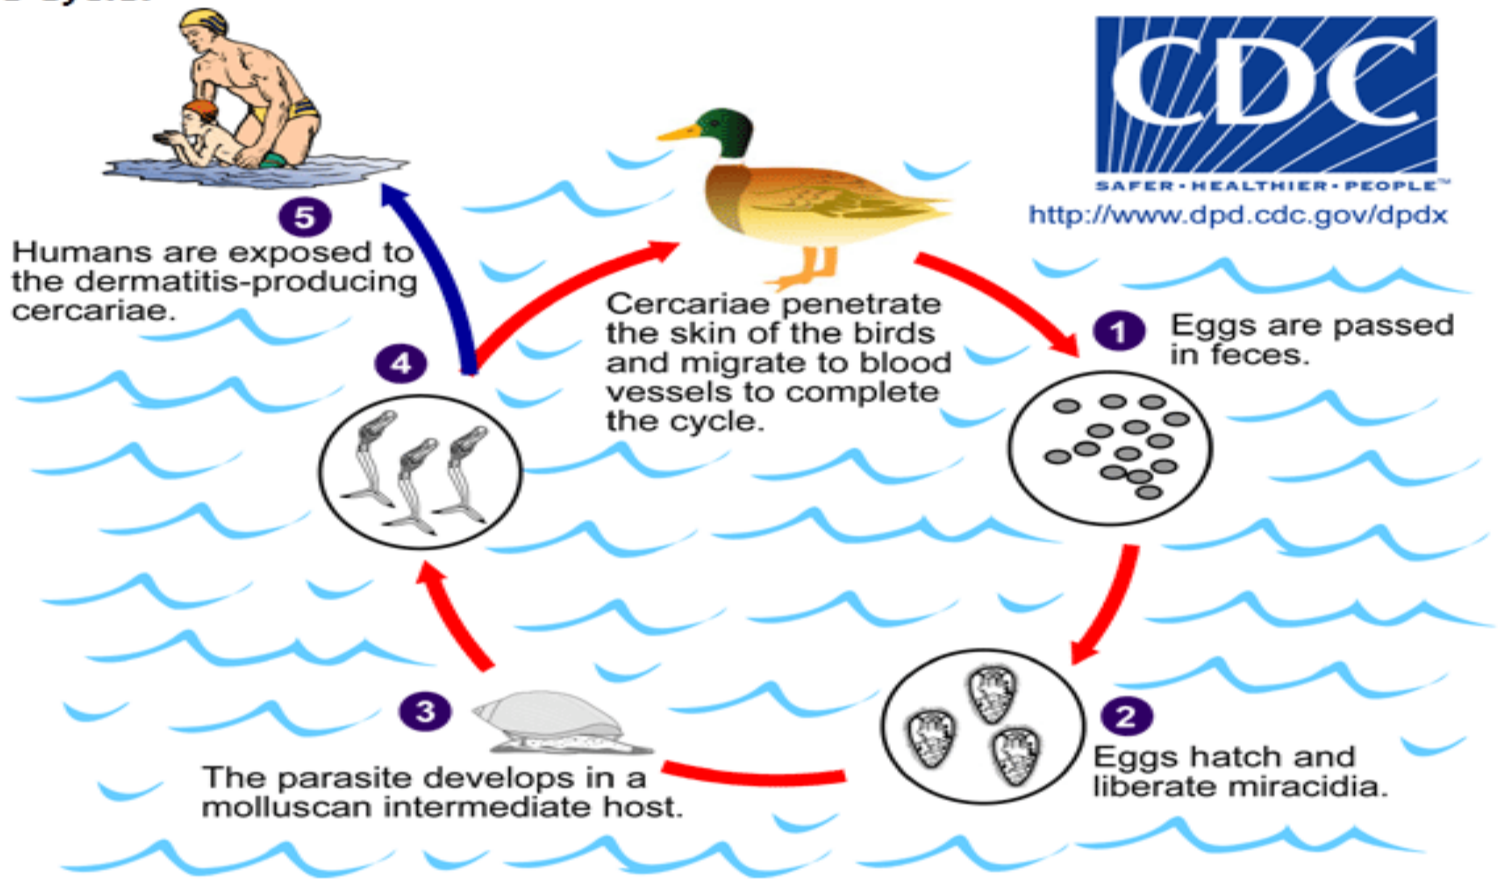 CDC
SAFER • HEALTHIER • PEOPLE™
http://www.dpd.cdc.gov/dpdx
5
Humans are exposed to
the dermatitis-producing
cercariae.
Cercariae penetrate
the skin of the birds
and migrate to blood
vessels to complete
the cycle.
1
Eggs are passed
in feces.
4
3
The parasite develops in a
molluscan intermediate host.
2
Eggs hatch and
liberate miracidia.